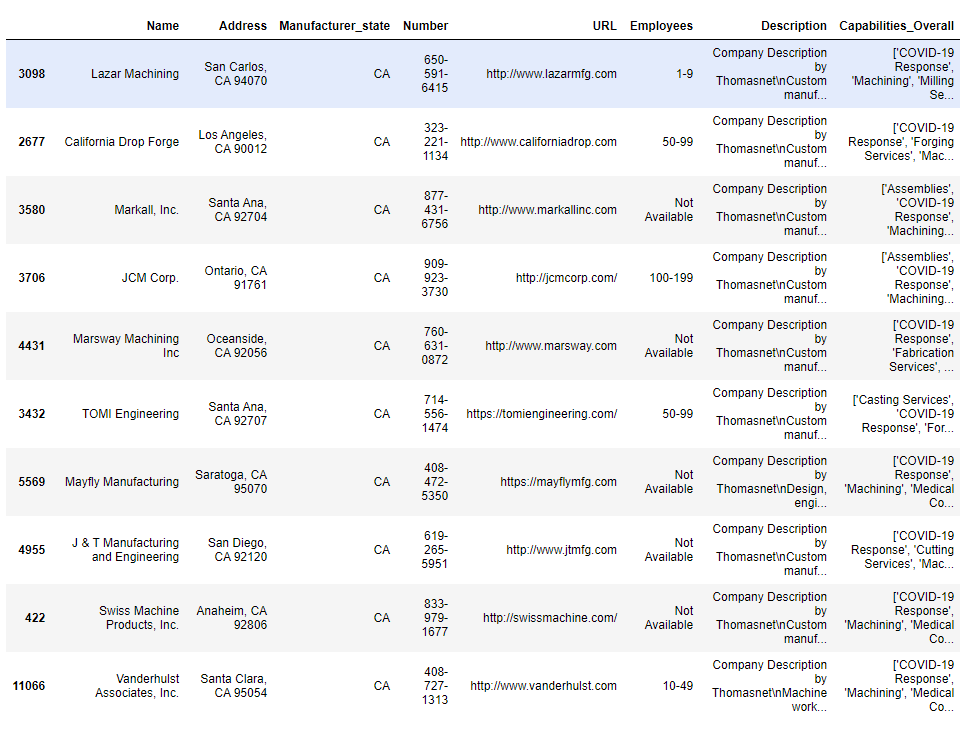 Name Address Manufacturer_state Number URL Employees Description Capabilities_Overall
3098 Lazar Machining San Carlos, CA 94070 CA 650-591-6415 http://www.lazarmfg.com 1-9 Company Description by Thomasnet\nCustom manuf... ['COVID-19 Response', 'Machining', 'Milling Se...
2677 California Drop Forge Los Angeles, CA 90012 CA 323-221-1134 http://www.californiadrop.com 50-99 Company Description by Thomasnet\nCustom manuf... ['COVID-19 Response', 'Forging Services', 'Mac...
3580 Markall, Inc. Santa Ana, CA 92704 CA 877-431-6756 http://www.markallinc.com Not Available Company Description by Thomasnet\nCustom manuf... ['Assemblies', 'COVID-19 Response', 'Machining...
3706 JCM Corp. Ontario, CA 91761 CA 909-923-3730 http://jcmcorp.com/ 100-199 Company Description by Thomasnet\nCustom manuf... ['Assemblies', 'COVID-19 Response', 'Machining...
4431 Marsway Machining Inc Oceanside, CA 92056 CA 760-631-0872 http://www.marsway.com Not Available Company Description by Thomasnet\nCustom manuf... ['COVID-19 Response', 'Fabrication Services', ...
3432 TOMI Engineering Santa Ana, CA 92707 CA 714-556-1474 https://tomiengineering.com/ 50-99 Company Description by Thomasnet\nCustom manuf... ['Casting Services', 'COVID-19 Response', 'For...
5569 Mayfly Manufacturing Saratoga, CA 95070 CA 408-472-5350 https://mayflymfg.com Not Available Company Description by Thomasnet\nDesign, engi... ['COVID-19 Response', 'Machining', 'Medical Co...
4955 J & T Manufacturing and Engineering San Diego, CA 92120 CA 619-265-5951 http://www.jtmfg.com Not Available Company Description by Thomasnet\nCustom manuf... ['COVID-19 Response', 'Cutting Services', 'Mac...
422 Swiss Machine Products, Inc. Anaheim, CA 92806 CA 833-979-1677 http://swissmachine.com/ Not Available Company Description by Thomasnet\nCustom manuf... ['COVID-19 Response', 'Machining', 'Medical Co...
11066 Vanderhulst Associates, Inc. Santa Clara, CA 95054 CA 408-727-1313 http://www.vanderhulst.com 10-49 Company Description by Thomasnet\nMachine work... ['COVID-19 Response', 'Machining', 'Medical Co...